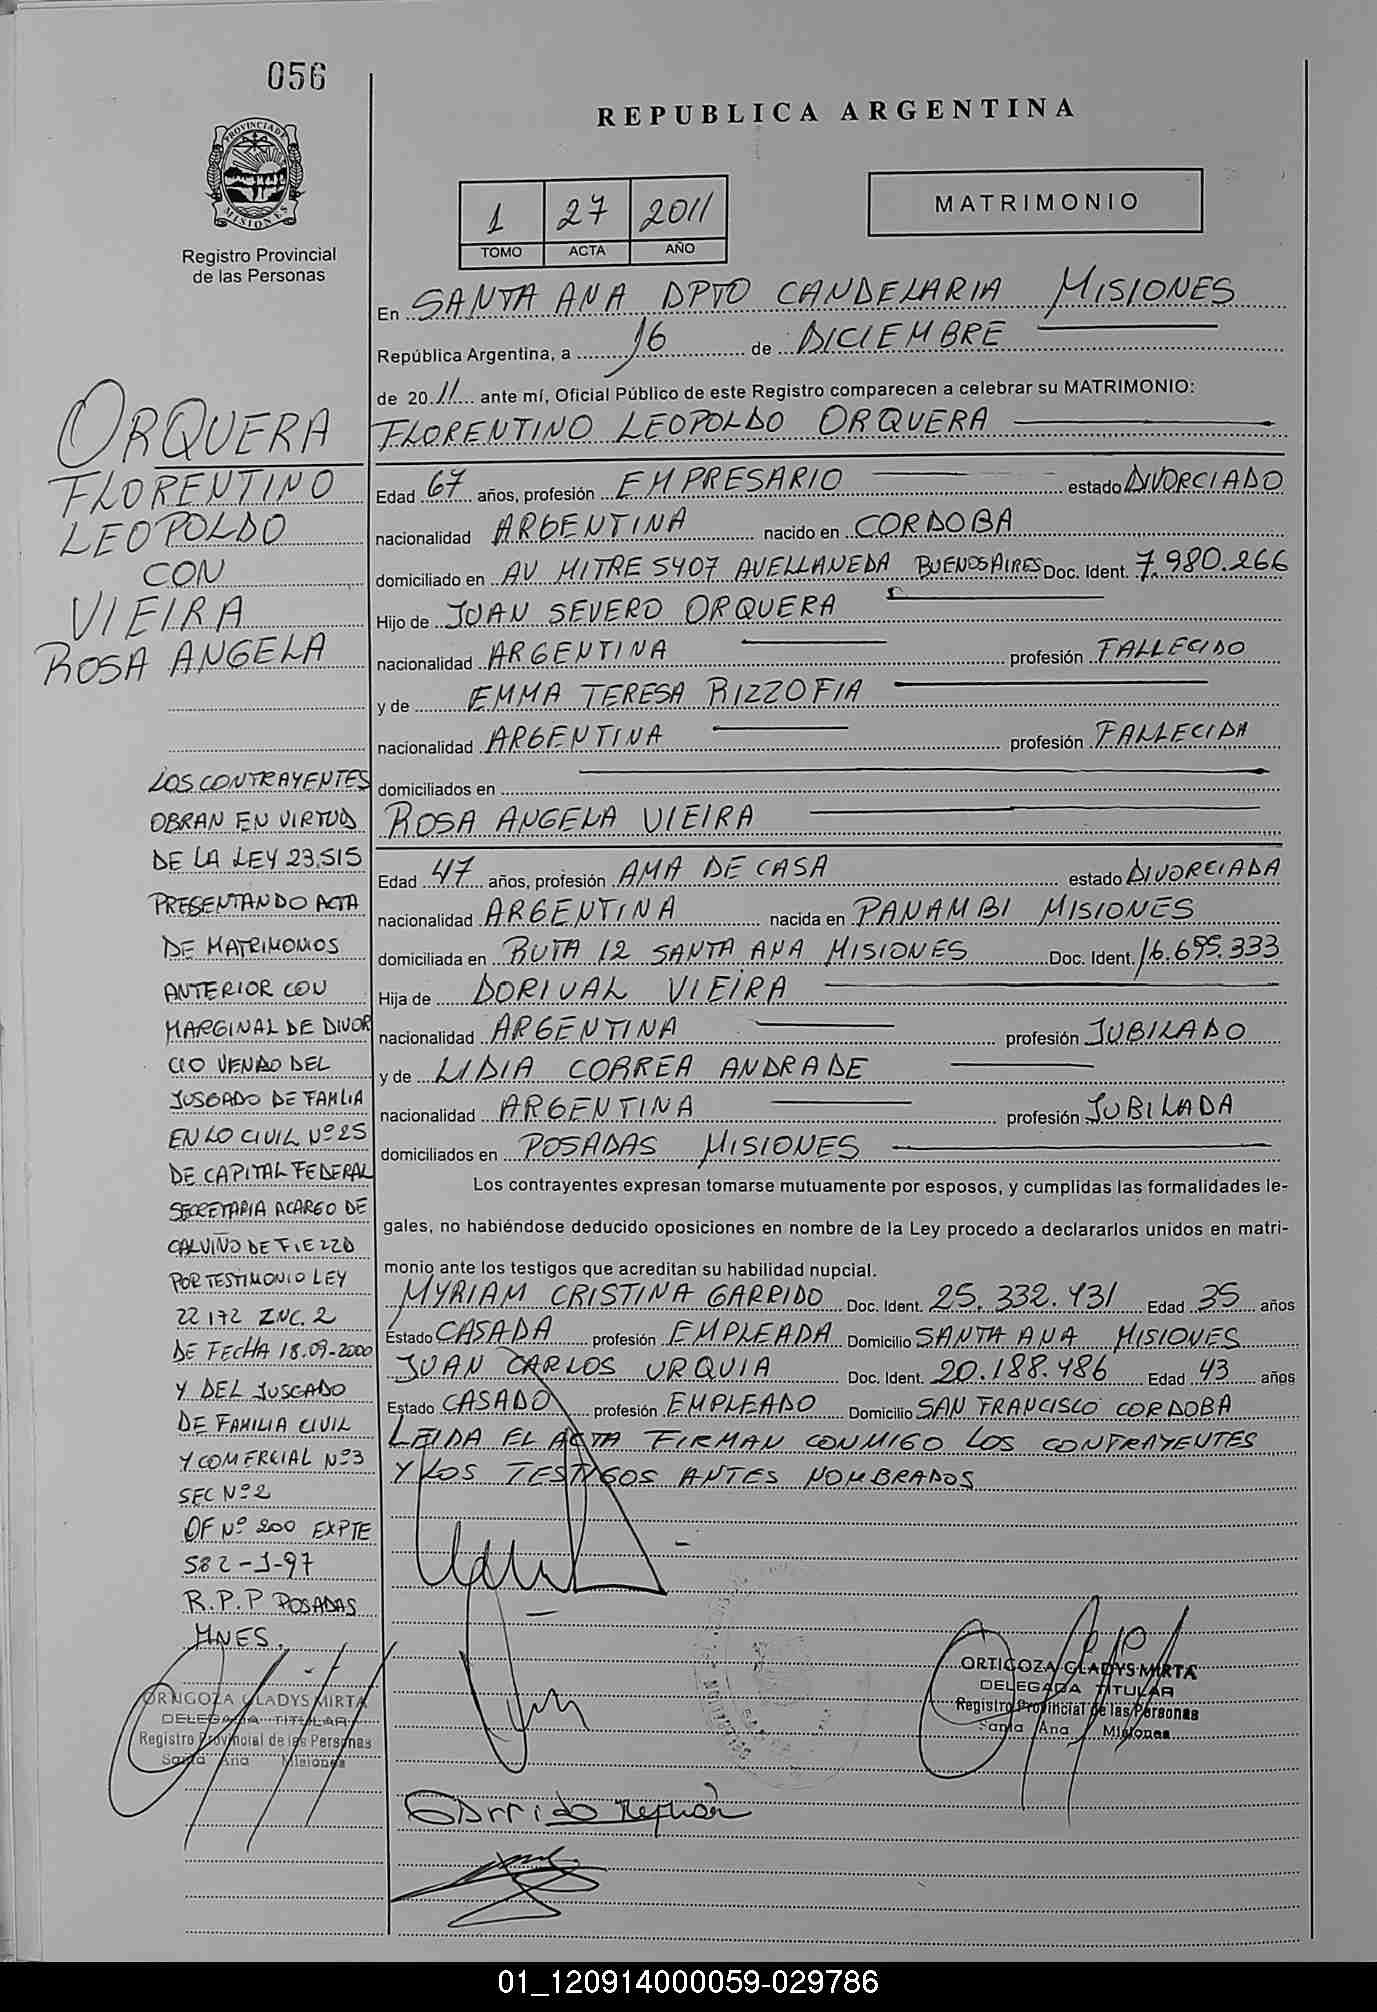 056
PROVINCIA DE
MISIONES
Registro Provincial
de las Personas
REPUBLICA ARGENTINA
1 27 2011
TOMO ACTA AÑO
MATRIMONIO
En SANTA ANA DPTO CANDELARIA MISIONES
República Argentina, a 16 de DICIEMBRE
de 2011 ante mí, Oficial Público de este Registro comparecen a celebrar su MATRIMONIO:
FLORENTINO LEOPOLDO ORQUERA
Edad 67 años, profesión EMPRESARIO estado DIVORCIADO
nacionalidad ARGENTINA nacido en CORDOBA
domiciliado en AV MITRE 5407 AVELLANEDA BUENOS AIRES Doc. Ident. 7.980.266
Hijo de JUAN SEVERO ORQUERA
nacionalidad ARGENTINA profesión FALLECIDO
y de EMMA TERESA RIZZOFIA
nacionalidad ARGENTINA profesión FALLECIDA
domiciliados en
ROSA ANGELA VIEIRA
Edad 47 años, profesión AMA DE CASA estado DIVORCIADA
nacionalidad ARGENTINA nacida en PANAMBI MISIONES
domiciliada en RUTA 12 SANTA ANA MISIONES Doc. Ident. 16.695.333
Hija de DORIVAL VIEIRA
nacionalidad ARGENTINA profesión JUBILADO
y de LIDIA CORREA ANDRADE
nacionalidad ARGENTINA profesión JUBILADA
domiciliados en POSADAS MISIONES
Los contrayentes expresan tomarse mutuamente por esposos, y cumplidas las formalidades le-
gales, no habiéndose deducido oposiciones en nombre de la Ley procedo a declararlos unidos en matri-
monio ante los testigos que acreditan su habilidad nupcial.
MYRIAM CRISTINA GARRIDO Doc. Ident. 25.332.431 Edad 35 años
Estado CASADA profesión EMPLEADA Domicilio SANTA ANA MISIONES
JUAN CARLOS URQUIA Doc. Ident. 20.188.486 Edad 43 años
Estado CASADO profesión EMPLEADO Domicilio SAN FRANCISCO CORDOBA
LEIDA EL ACTA FIRMAN CONMIGO LOS CONTRAYENTES
Y LOS TESTIGOS ANTES NOMBRADOS
ORTIGOZA GLADYS MIRTA
DELEGADA TITULAR
Registro Provincial de las Personas
Santa Ana Misiones
Garrido
ORQUERA
FLORENTINO
LEOPOLDO
CON
VIEIRA
ROSA ANGELA
LOS CONTRAYENTES
OBRAN EN VIRTUD
DE LA LEY 23.515
PRESENTANDO ACTA
DE MATRIMONIOS
ANTERIOR CON
MARGINAL DE DIVOR
CIO VENDO DEL
JUSGADO DE FAMLIA
EN LO CIVIL Nº 25
DE CAPITAL FEDERAL
SECRETARIA ACARGO DE
CALVIÑO DE FIEZZO
POR TESTIMONIO LEY
22172 INC. 2
DE FECHA 18.09-2000
Y DEL JUSCADO
DE FAMILIA CIVIL
Y COMERCIAL Nº 3
SEC Nº 2
OF Nº 200 EXPTE
582-J-97
R.P.P POSADAS
MNES.
ORTIGOZA GLADYS MIRTA
DELEGADA TITULAR
Registro Provincial de las Personas
Santa Ana Misiones
01_120914000059-029786